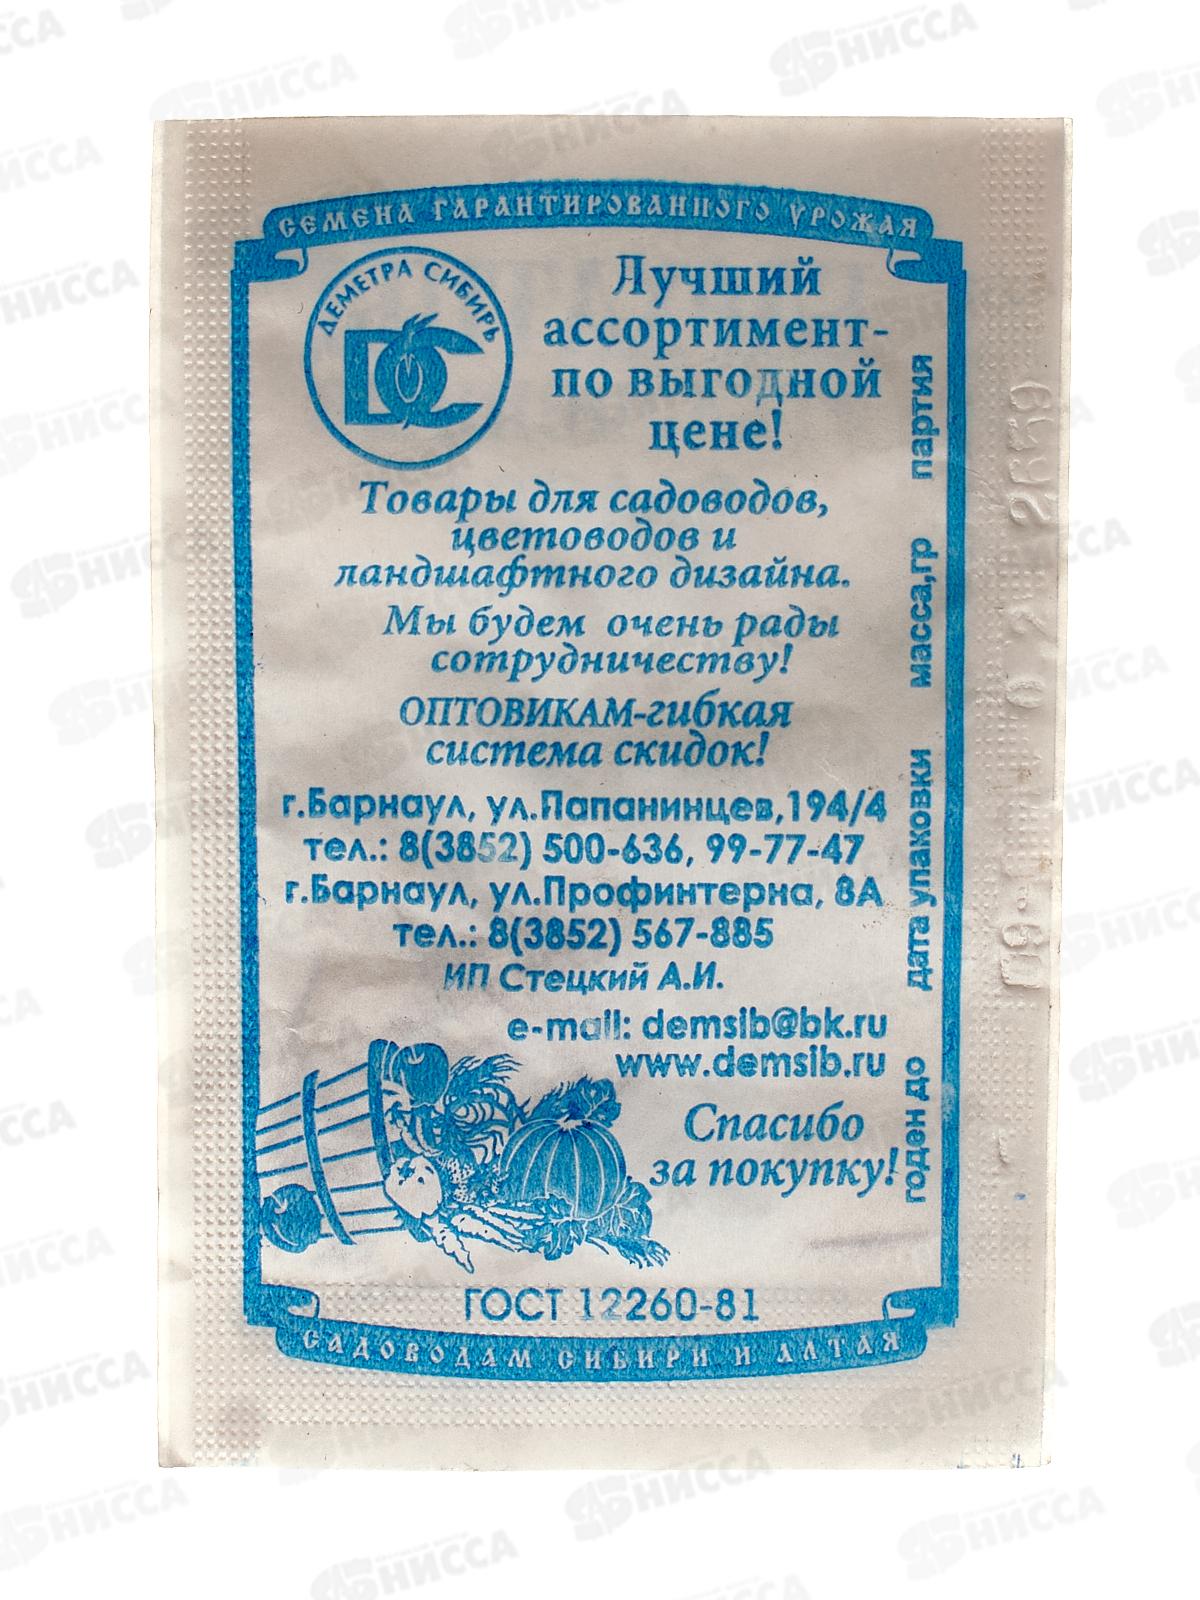 СЕМЕНА ГАРАНТИРОВАННОГО УРОЖАЯ
ДЕМЕТРА СИБИРЬ
DC
Лучший
ассортимент-
по выгодной
цене!
Товары для садоводов,
цветоводов и
ландшафтного дизайна.
Мы будем очень рады
сотрудничеству!
ОПТОВИКАМ-гибкая
система скидок!
г.Барнаул, ул.Папанинцев,194/4
тел.: 8(3852) 500-636, 99-77-47
г.Барнаул, ул.Профинтерна, 8А
тел.: 8(3852) 567-885
ИП Стецкий А.И.
e-mail: demsib@bk.ru
www.demsib.ru
Спасибо
за покупку!
годен до дата упаковки масса,гр партия
ГОСТ 12260-81
САДОВОДАМ СИБИРИ И АЛТАЯ
НИССА